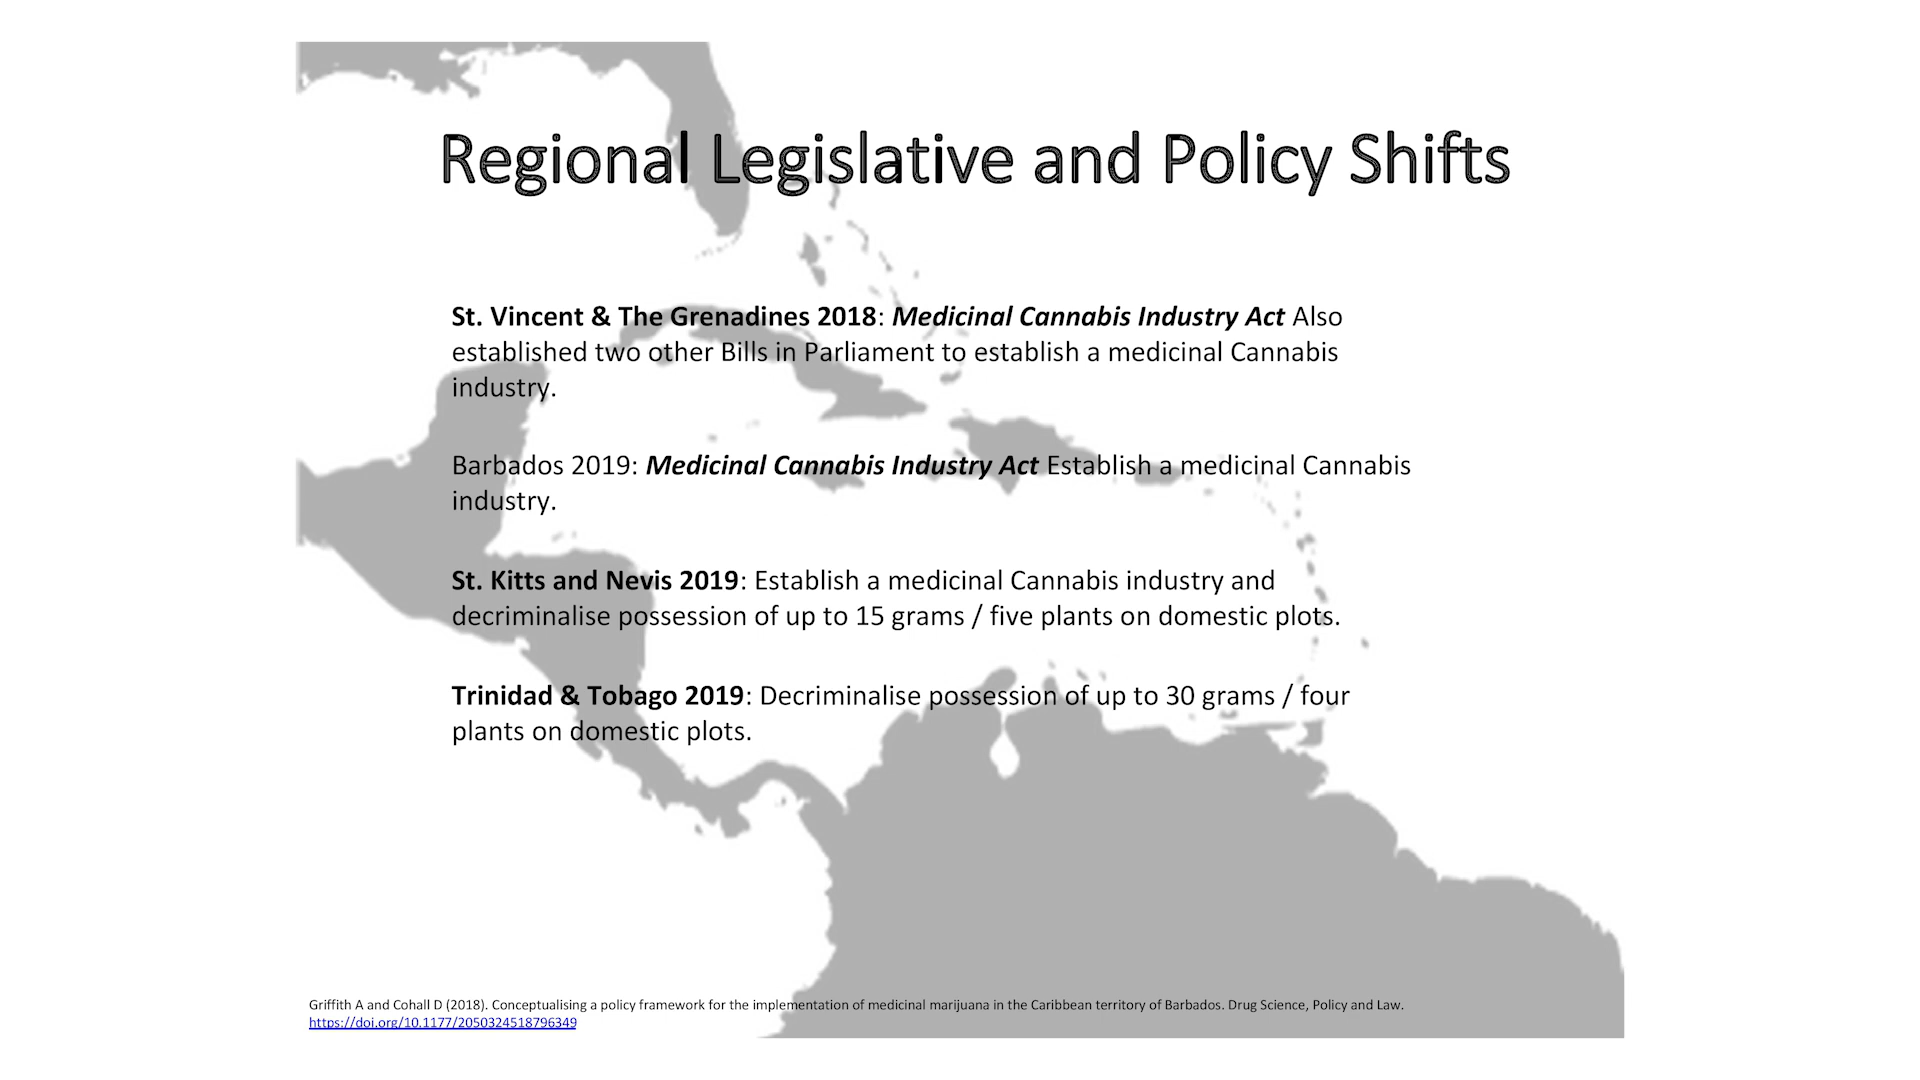 Regional Legislative and Policy Shifts
St. Vincent & The Grenadines 2018: Medicinal Cannabis Industry Act Also
established two other Bills in Parliament to establish a medicinal Cannabis
industry.
Barbados 2019: Medicinal Cannabis Industry Act Establish a medicinal Cannabis
industry.
St. Kitts and Nevis 2019: Establish a medicinal Cannabis industry and
decriminalise possession of up to 15 grams / five plants on domestic plots.
Trinidad & Tobago 2019: Decriminalise possession of up to 30 grams / four
plants on domestic plots.
Griffith A and Cohall D (2018). Conceptualising a policy framework for the implementation of medicinal marijuana in the Caribbean territory of Barbados. Drug Science, Policy and Law.
https://doi.org/10.1177/2050324518796349